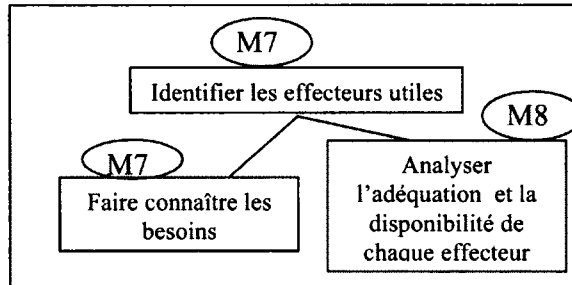 M7
Identifier les effecteurs utiles
M8
M7
Faire connaître les
besoins
Analyser
l'adéquation et la
disponibilité de
chaque effecteur